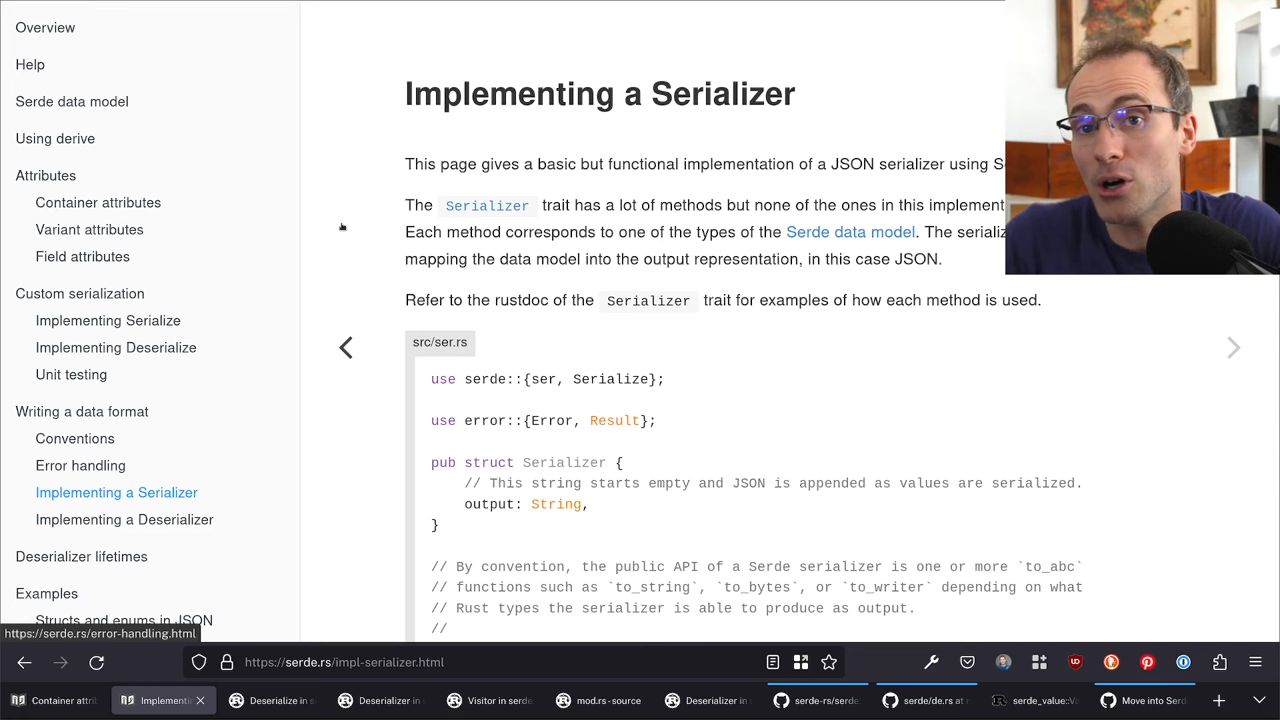 Overview
Help
Serde data model
Using derive
Attributes
Container attributes
Variant attributes
Field attributes
Custom serialization
Implementing Serialize
Implementing Deserialize
Unit testing
Writing a data format
Conventions
Error handling
Implementing a Serializer
Implementing a Deserializer
Deserializer lifetimes
Examples
Structs and enums in JSON
https://serde.rs/error-handling.html
Implementing a Serializer
This page gives a basic but functional implementation of a JSON serializer using S
The Serializer trait has a lot of methods but none of the ones in this implement
Each method corresponds to one of the types of the Serde data model. The serializ
mapping the data model into the output representation, in this case JSON.
Refer to the rustdoc of the Serializer trait for examples of how each method is used.
src/ser.rs
use serde::{ser, Serialize};
use error::{Error, Result};
pub struct Serializer {
// This string starts empty and JSON is appended as values are serialized.
output: String,
}
// By convention, the public API of a Serde serializer is one or more `to_abc`
// functions such as `to_string`, `to_bytes`, or `to_writer` depending on what
// Rust types the serializer is able to produce as output.
//
https://serde.rs/impl-serializer.html
Container attri
Implementin
Deserialize in s
Deserializer in
Visitor in serde
mod.rs - source
Deserializer in
serde-rs/serde
serde/de.rs at
serde_value::V
Move into Serd